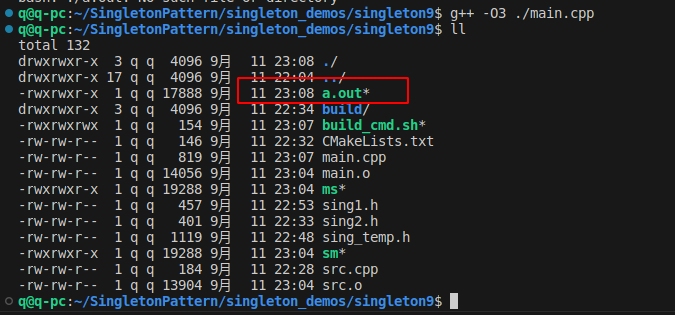 q@q-pc:~/SingletonPattern/singleton_demos/singleton9$ g++ -O3 ./main.cpp
q@q-pc:~/SingletonPattern/singleton_demos/singleton9$ ll
total 132
drwxrwxr-x 3 q q 4096 9月 11 23:08 ./
drwxrwxr-x 17 q q 4096 9月 11 22:04 ../
-rwxrwxr-x 1 q q 17888 9月 11 23:08 a.out*
drwxrwxr-x 3 q q 4096 9月 11 22:34 build/
-rwxrwxrwx 1 q q 154 9月 11 23:07 build_cmd.sh*
-rw-rw-r-- 1 q q 146 9月 11 22:32 CMakeLists.txt
-rw-rw-r-- 1 q q 819 9月 11 23:07 main.cpp
-rw-rw-r-- 1 q q 14056 9月 11 23:04 main.o
-rwxrwxr-x 1 q q 19288 9月 11 23:04 ms*
-rw-rw-r-- 1 q q 457 9月 11 22:53 sing1.h
-rw-rw-r-- 1 q q 401 9月 11 22:33 sing2.h
-rw-rw-r-- 1 q q 1119 9月 11 22:48 sing_temp.h
-rwxrwxr-x 1 q q 19288 9月 11 23:04 sm*
-rw-rw-r-- 1 q q 184 9月 11 22:28 src.cpp
-rw-rw-r-- 1 q q 13904 9月 11 23:04 src.o
q@q-pc:~/SingletonPattern/singleton_demos/singleton9$